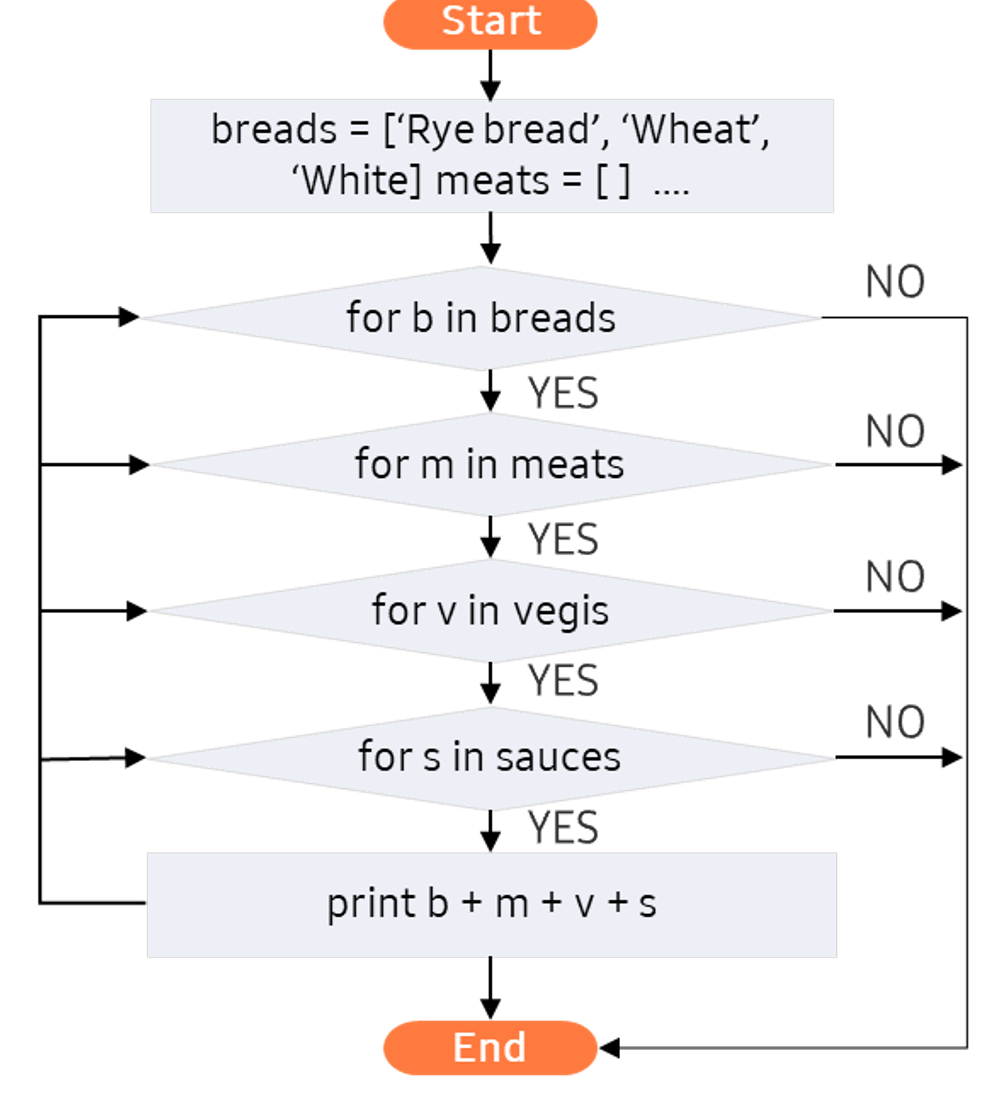 Start
breads = [‘Rye bread’, ‘Wheat’,
‘White] meats = [ ]  ....
for b in breads
NO
YES
for m in meats
NO
YES
for v in vegis
NO
YES
for s in sauces
NO
YES
print b + m + v + s
End